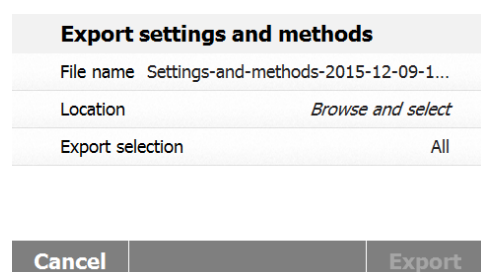 Export settings and methods
File name Settings-and-methods-2015-12-09-1...
Location Browse and select
Export selection All
Cancel Export